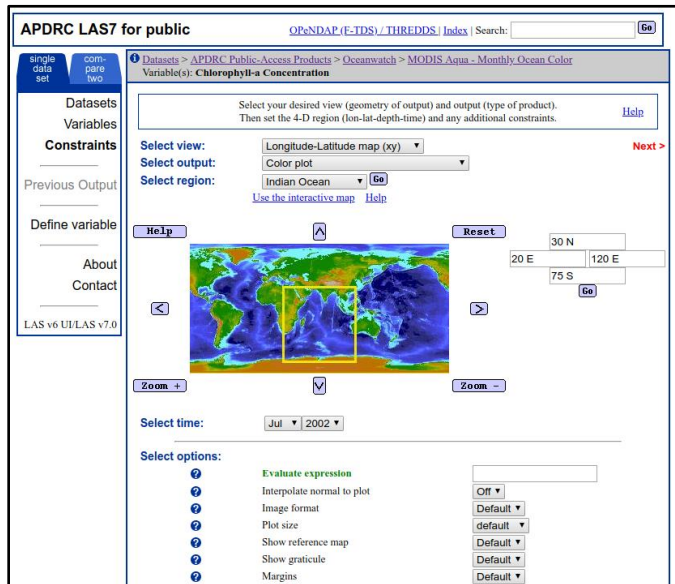 APDRC LAS7 for public
OPeNDAP (F-TDS) / THREDDS | Index | Search:
Go
single data set
com- pare two
Datasets > APDRC Public-Access Products > Oceanwatch > MODIS Aqua - Monthly Ocean Color
Variable(s): Chlorophyll-a Concentration
Datasets
Variables
Constraints
Previous Output
Define variable
About
Contact
LAS v6 UI/LAS v7.0
Select your desired view (geometry of output) and output (type of product).
Then set the 4-D region (lon-lat-depth-time) and any additional constraints.
Help
Select view: Longitude-Latitude map (xy)
Next >
Select output: Color plot
Select region: Indian Ocean Go
Use the interactive map Help
Help
Reset
30 N
20 E 120 E
75 S
Go
Zoom +
Zoom -
Select time: Jul 2002
Select options:
Evaluate expression
Interpolate normal to plot Off
Image format Default
Plot size default
Show reference map Default
Show graticule Default
Margins Default